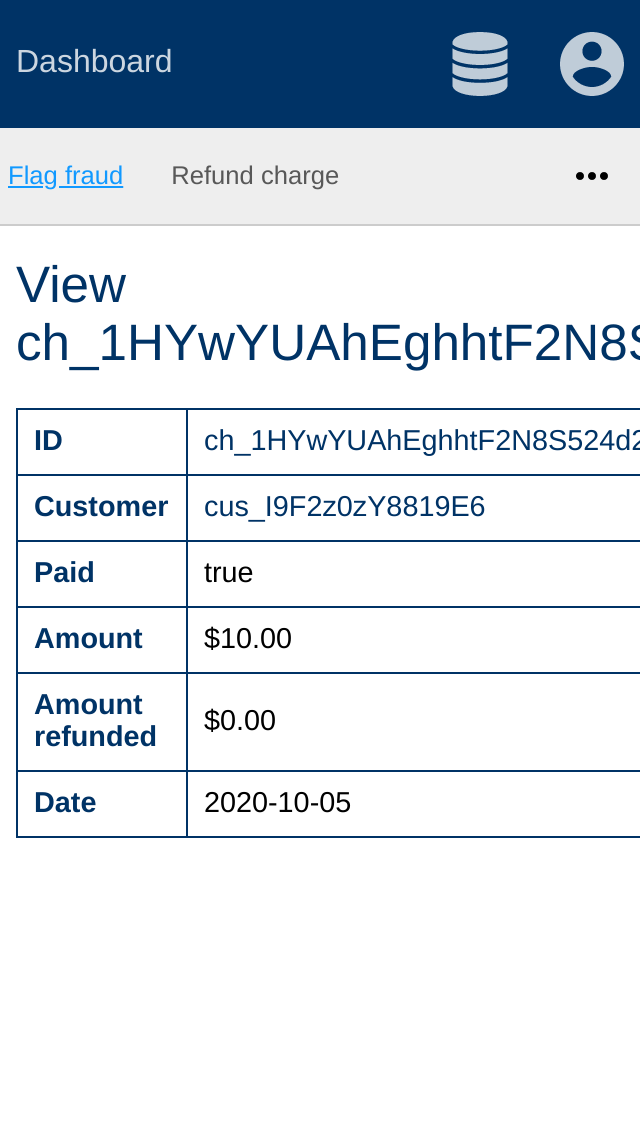 Dashboard
Flag fraud Refund charge
View
ch_1HYwYUAhEghhtF2N8S
ID ch_1HYwYUAhEghhtF2N8S524d2
Customer cus_I9F2z0zY8819E6
Paid true
Amount $10.00
Amount
refunded $0.00
Date 2020-10-05